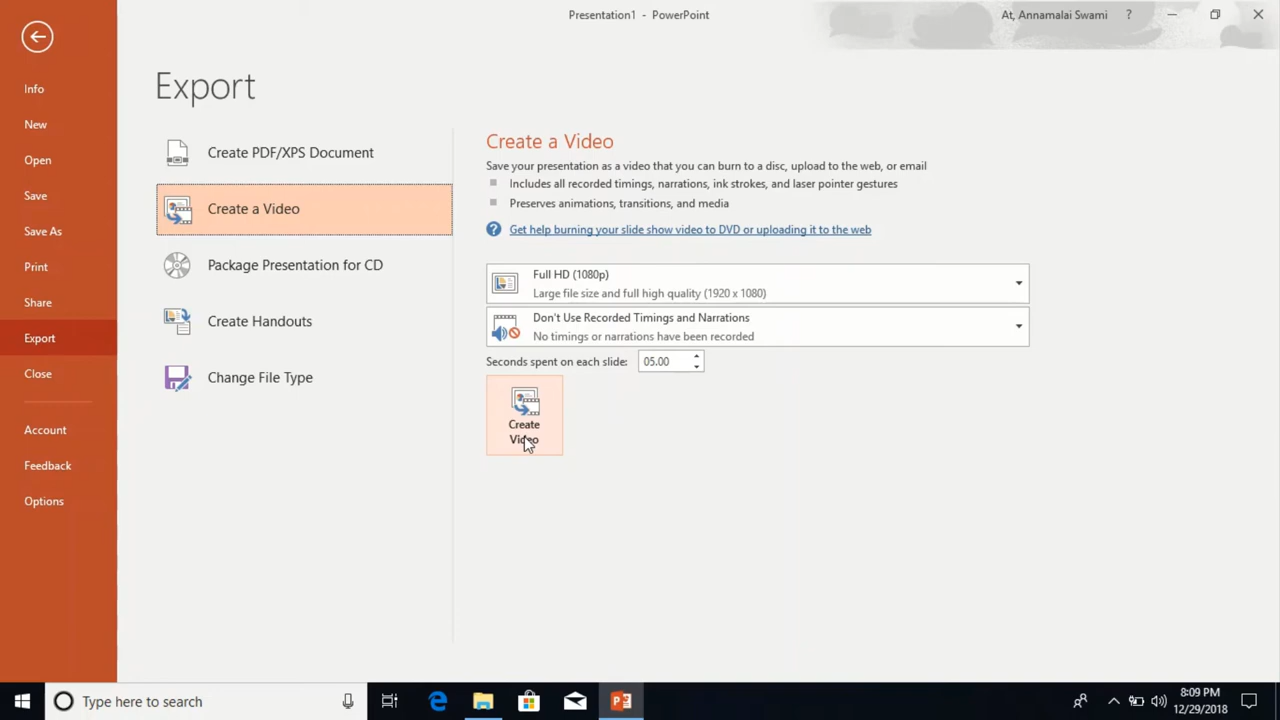 Presentation1 - PowerPoint
At, Annamalai Swami
?
Info
New
Open
Save
Save As
Print
Share
Export
Close
Account
Feedback
Options
Export
Create PDF/XPS Document
Create a Video
Package Presentation for CD
Create Handouts
Change File Type
Create a Video
Save your presentation as a video that you can burn to a disc, upload to the web, or email
Includes all recorded timings, narrations, ink strokes, and laser pointer gestures
Preserves animations, transitions, and media
? Get help burning your slide show video to DVD or uploading it to the web
Full HD (1080p)
Large file size and full high quality (1920 x 1080)
Don't Use Recorded Timings and Narrations
No timings or narrations have been recorded
Seconds spent on each slide: 05.00
Create
Video
Type here to search
8:09 PM
12/29/2018